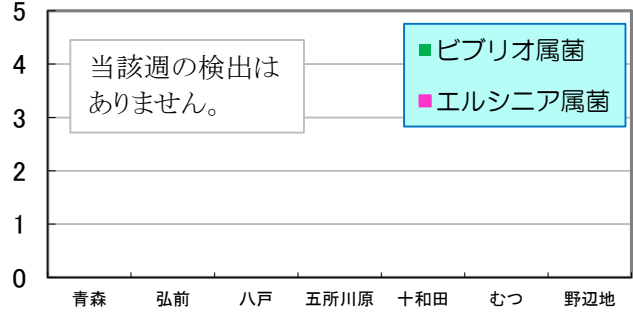 5
4
3
2
1
0
当該週の検出は
ありません。
■ビブリオ属菌
■エルシニア属菌
青森 弘前 八戸 五所川原 十和田 むつ 野辺地